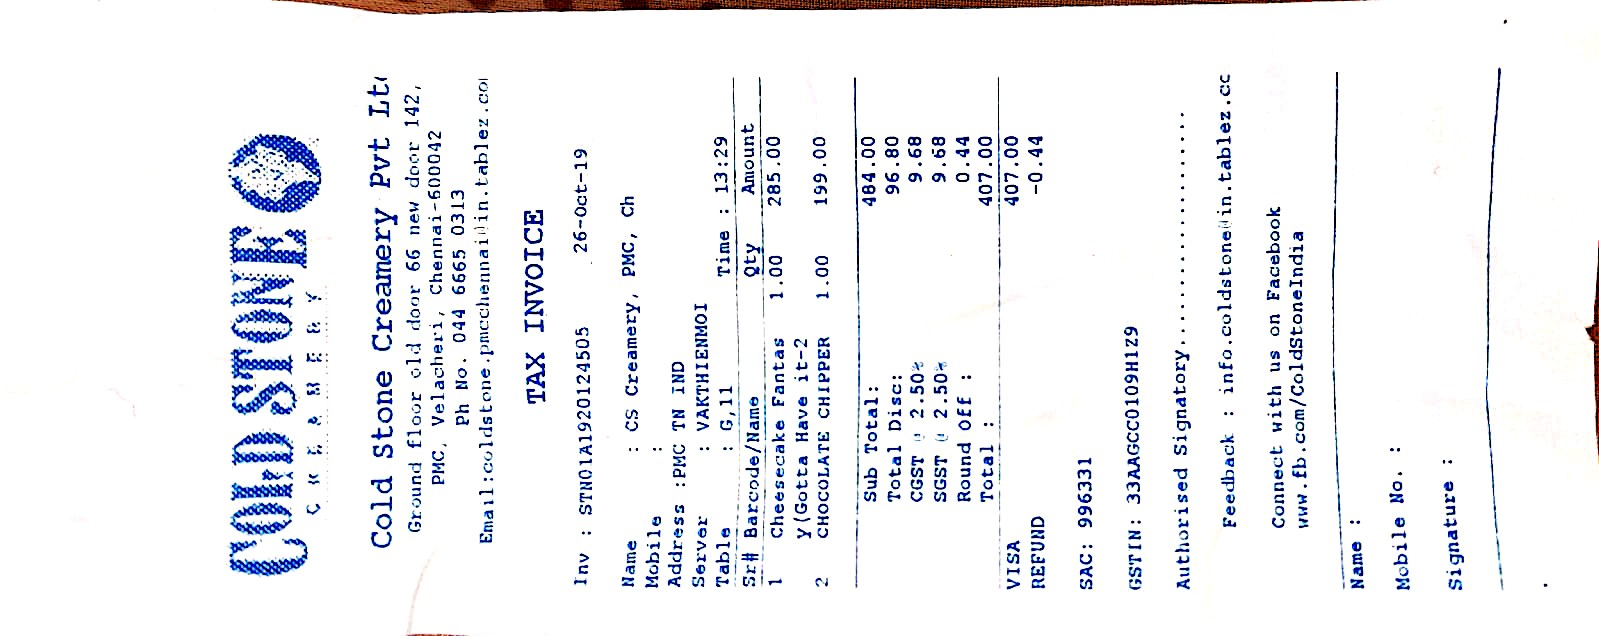 COLD STONE
CREAMERY
Cold Stone Creamery Pvt Lt
Ground floor old door 66 new door 142,
PMC, Velacheri, Chennai-600042
Ph No. 044 6665 0313
Email:coldstone.pmcchennai@in.tablez.co
TAX INVOICE
Inv : STN01A1920124505 26-Oct-19
Name : CS Creamery, PMC, Ch
Mobile :
Address :PMC TN IND
Server : VAKTHIENMOI
Table : G,11 Time : 13:29
Sr# Barcode/Name Qty Amount
1 Cheesecake Fantas 1.00 285.00
y(Gotta Have it-2
2 CHOCOLATE CHIPPER 1.00 199.00
Sub Total: 484.00
Total Disc: 96.80
CGST @ 2.50% 9.68
SGST @ 2.50% 9.68
Round Off : 0.44
Total : 407.00
VISA 407.00
REFUND -0.44
SAC: 996331
GSTIN: 33AAGCC0109H1Z9
Authorised Signatory........................
Feedback : info.coldstone@in.tablez.cc
Connect with us on Facebook
www.fb.com/ColdStoneIndia
Name :
Mobile No. :
Signature :